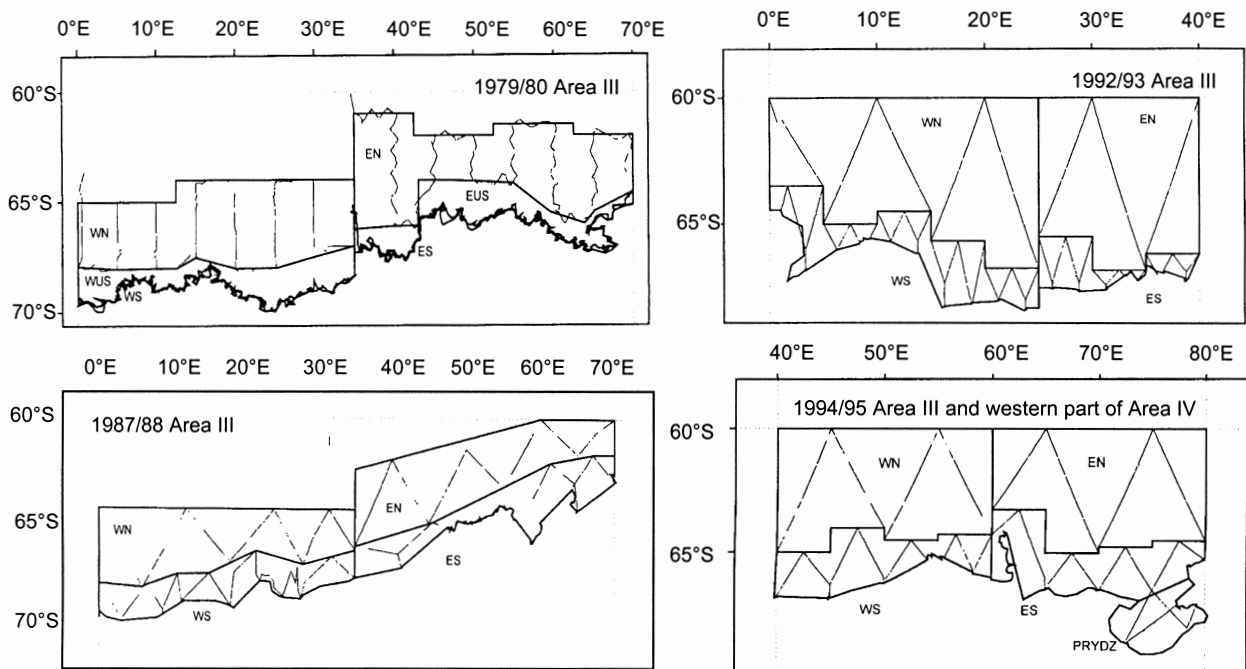 0°E 10°E 20°E 30°E 40°E 50°E 60°E 70°E
1979/80 Area III
60°S
EN
65°S
EUS
WN
ES
WUS
WS
70°S
0°E 10°E 20°E 30°E 40°E
1992/93 Area III
60°S
WN
EN
65°S
WS
ES
0°E 10°E 20°E 30°E 40°E 50°E 60°E 70°E
60°S
1987/88 Area III
EN
65°S
WN
ES
WS
70°S
40°E 50°E 60°E 70°E 80°E
1994/95 Area III and western part of Area IV
60°S
WN
EN
65°S
WS
ES
PRYDZ